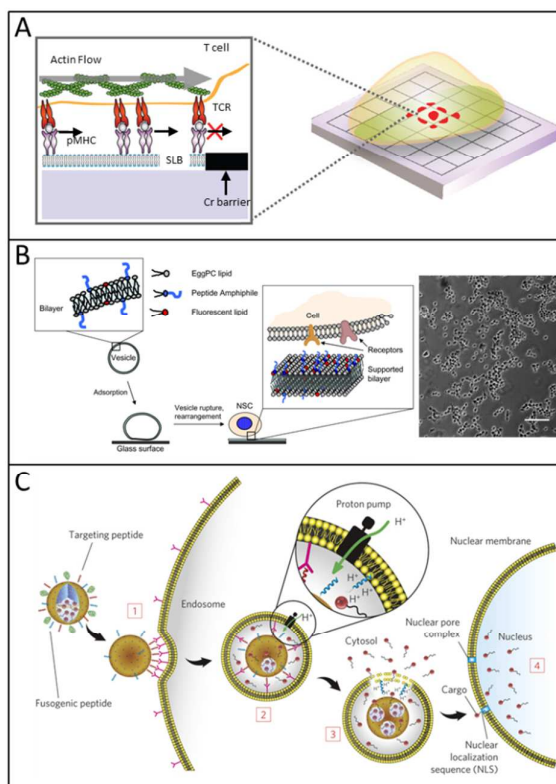 A
Actin Flow
T cell
TCR
pMHC
SLB
Cr barrier
B
Bilayer
EggPC lipid
Peptide Amphiphile
Fluorescent lipid
Vesicle
Cell
Receptors
Supported
bilayer
Adsorption
Vesicle rupture,
rearrangement
NSC
Glass surface
C
Targeting peptide
Fusogenic peptide
1
Endosome
2
Proton pump
H+
H+
H+
H+
H+
Cytosol
3
Nuclear membrane
Nuclear pore
complex
Nucleus
4
Cargo
Nuclear
localization
sequence (NLS)